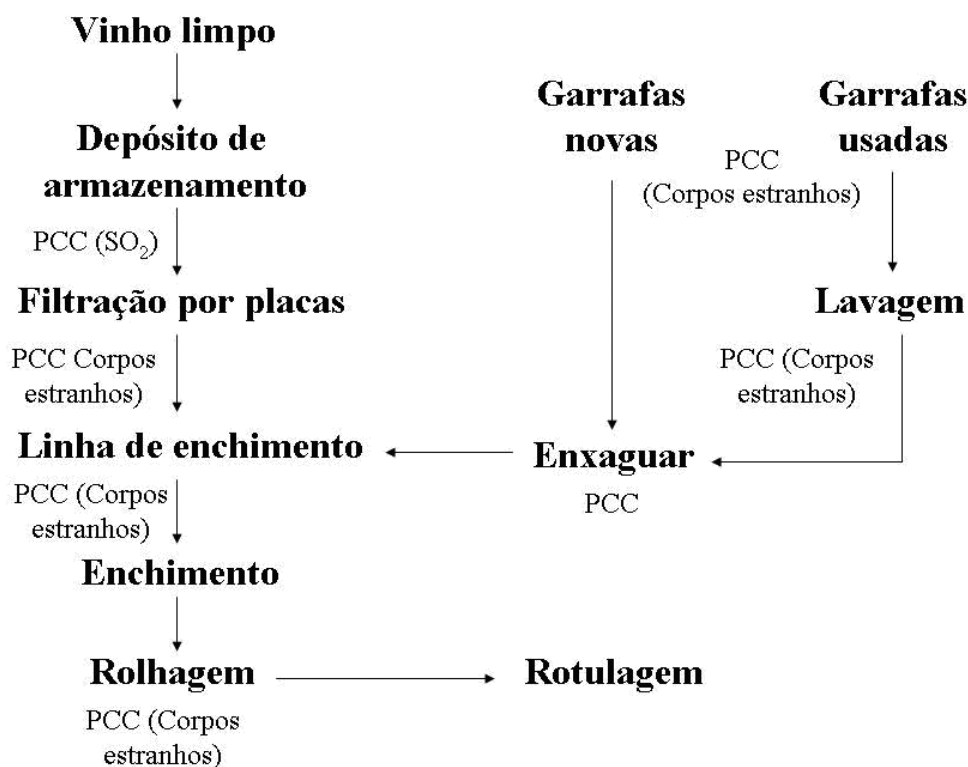 Vinho limpo
Depósito de
armazenamento
PCC (SO₂)
Filtração por placas
PCC Corpos
estranhos)
Linha de enchimento
PCC (Corpos
estranhos)
Enchimento
Rolhagem
PCC (Corpos
estranhos)
Garrafas
novas
Garrafas
usadas
PCC
(Corpos estranhos)
Lavagem
PCC (Corpos
estranhos)
Enxaguar
PCC
Rotulagem